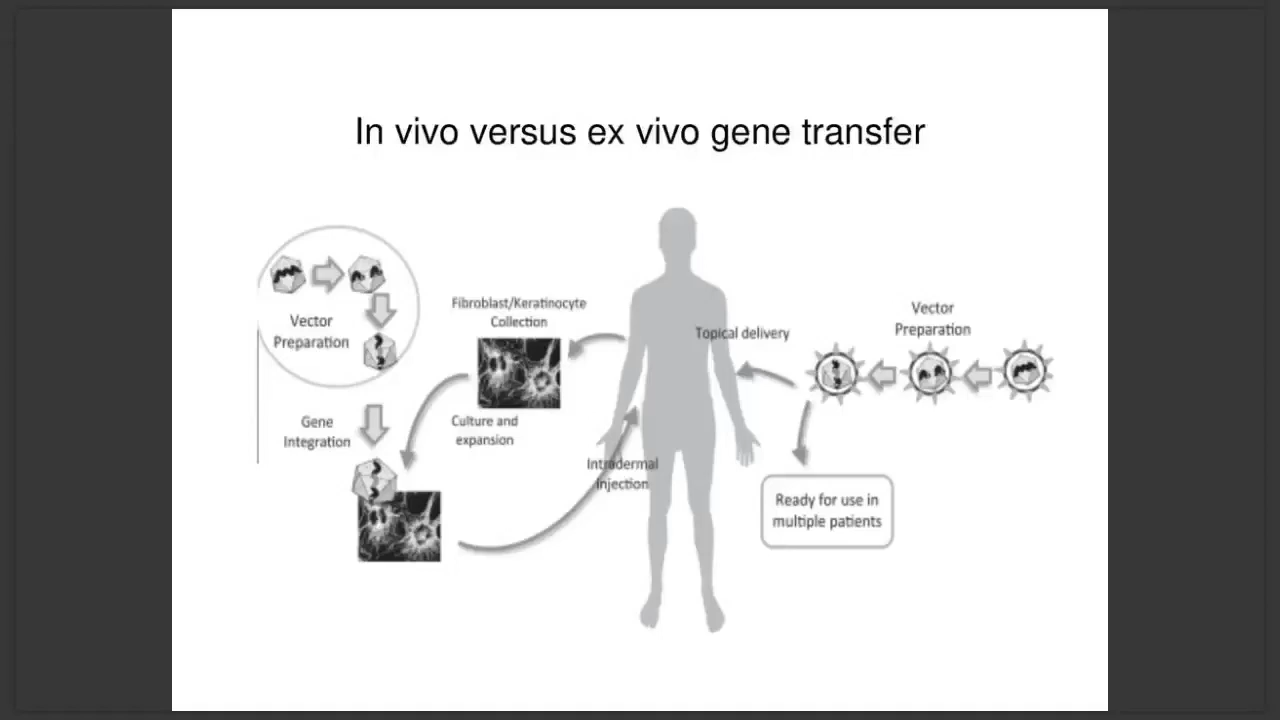 In vivo versus ex vivo gene transfer
Vector
Preparation
Gene
Integration
Fibroblast/Keratinocyte
Collection
Culture and
expansion
Intradermal
Injection
Topical delivery
Vector
Preparation
Ready for use in
multiple patients